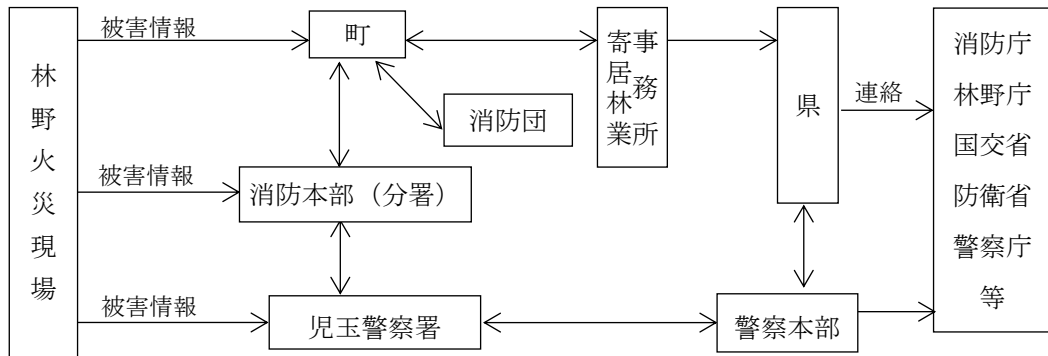 林野火災現場
被害情報
町
寄居林業事務所
県
連絡
消防庁
林野庁
国交省
防衛省
警察庁
等
消防団
被害情報
消防本部（分署）
被害情報
児玉警察署
警察本部